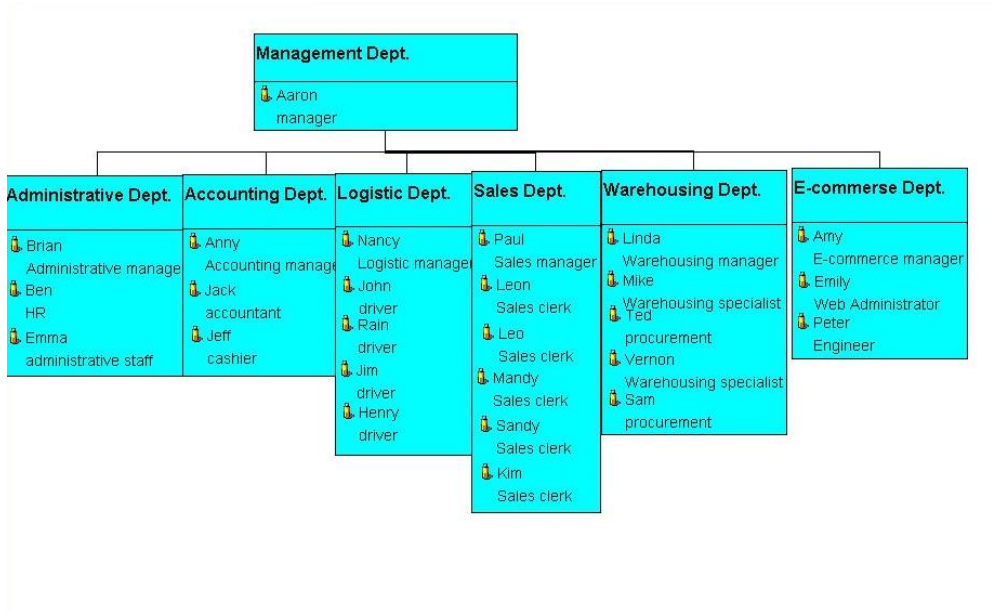 Management Dept.
Aaron
manager
Administrative Dept.
Brian
Administrative manage
Ben
HR
Emma
administrative staff
Accounting Dept.
Anny
Accounting manage
Jack
accountant
Jeff
cashier
Logistic Dept.
Nancy
Logistic manager
John
driver
Rain
driver
Jim
driver
Henry
driver
Sales Dept.
Paul
Sales manager
Leon
Sales clerk
Leo
Sales clerk
Mandy
Sales clerk
Sandy
Sales clerk
Kim
Sales clerk
Warehousing Dept.
Linda
Warehousing manager
Mike
Warehousing specialist
Ted
procurement
Vernon
Warehousing specialist
Sam
procurement
E-commerse Dept.
Amy
E-commerce manager
Emily
Web Administrator
Peter
Engineer